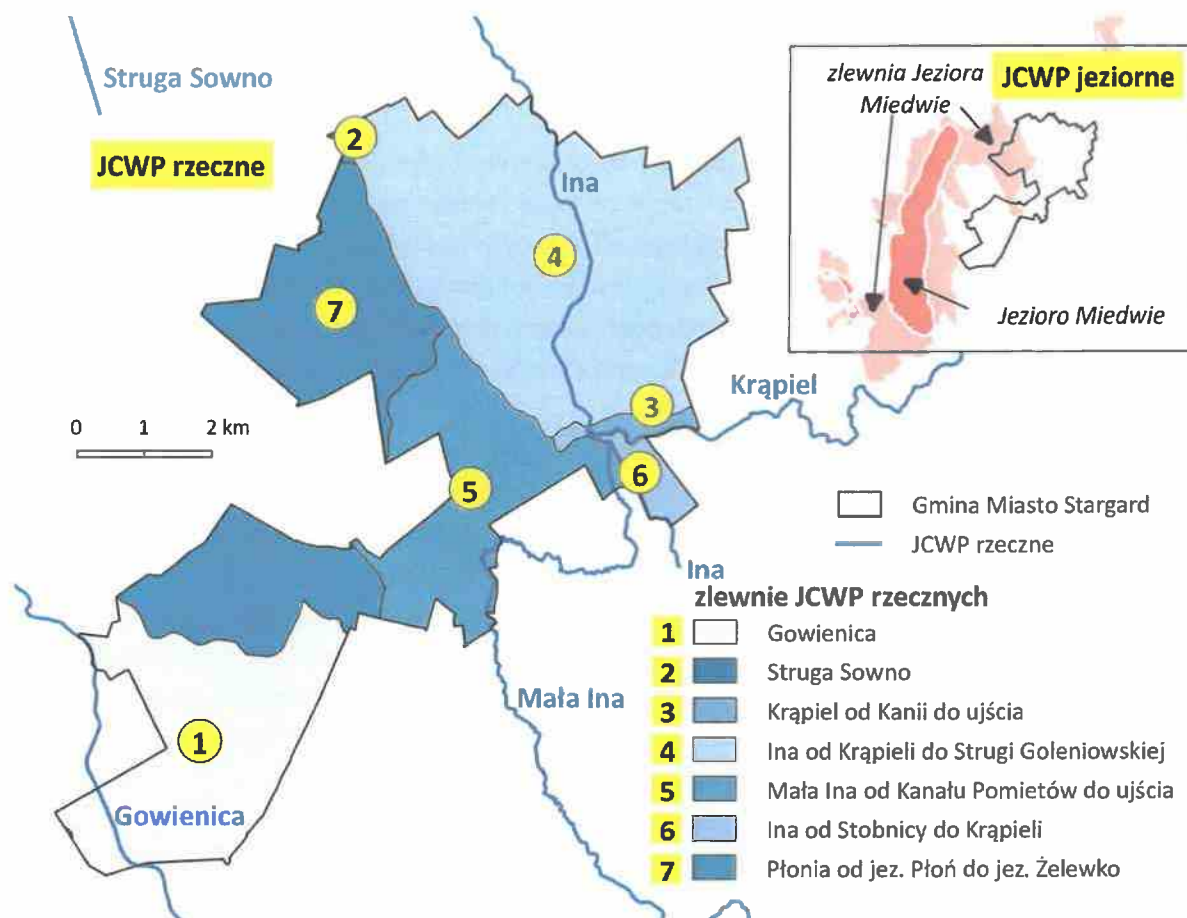 Struga Sowno
JCWP rzeczne
2
Ina
4
7
3
Krąpiel
0 1 2 km
6
5
Ina
Mała Ina
1
Gowienica
zlewnia Jeziora
Miedwie
JCWP jeziorne
Jezioro Miedwie
Gmina Miasto Stargard
JCWP rzeczne
zlewnie JCWP rzecznych
1 Gowienica
2 Struga Sowno
3 Krąpiel od Kanii do ujścia
4 Ina od Krąpieli do Strugi Goleniowskiej
5 Mała Ina od Kanału Pomietów do ujścia
6 Ina od Stobnicy do Krąpieli
7 Płonia od jez. Płoń do jez. Żelewko